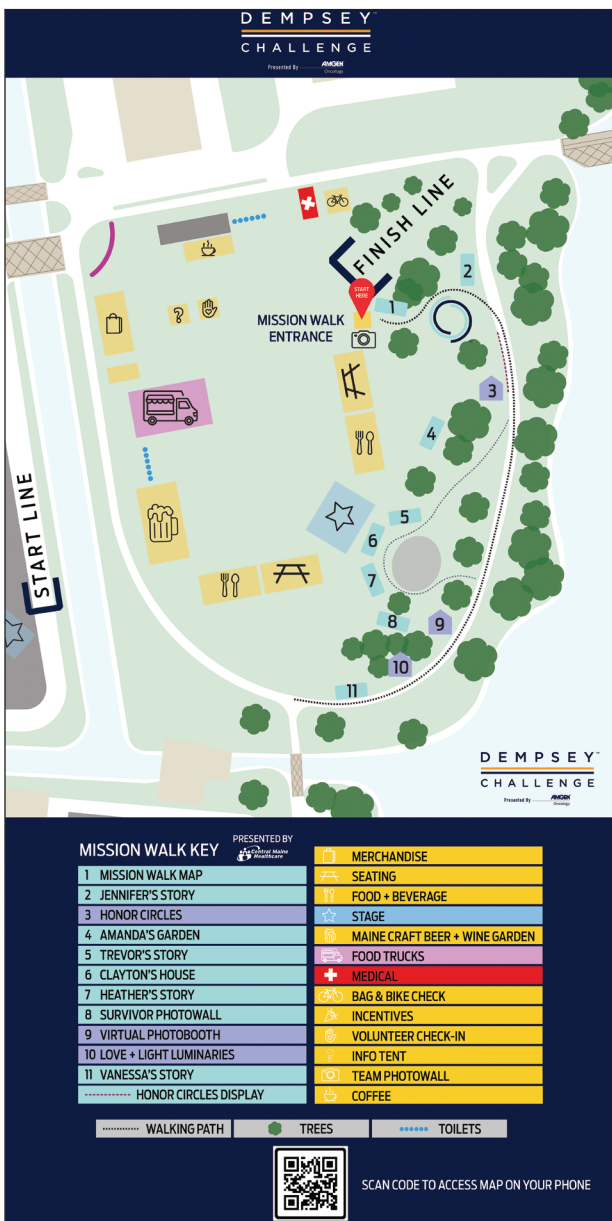 DEMPSEY™
CHALLENGE
Presented By AMGEN
Oncology
FINISH LINE
START
HERE
MISSION WALK
ENTRANCE
1
2
3
4
5
6
7
8
9
10
11
?
START LINE
DEMPSEY™
CHALLENGE
Presented By AMGEN
Oncology
MISSION WALK KEY
PRESENTED BY
Central Maine
Healthcare
1 MISSION WALK MAP
2 JENNIFER'S STORY
3 HONOR CIRCLES
4 AMANDA'S GARDEN
5 TREVOR'S STORY
6 CLAYTON'S HOUSE
7 HEATHER'S STORY
8 SURVIVOR PHOTOWALL
9 VIRTUAL PHOTOBOOTH
10 LOVE + LIGHT LUMINARIES
11 VANESSA'S STORY
HONOR CIRCLES DISPLAY
MERCHANDISE
SEATING
FOOD + BEVERAGE
STAGE
MAINE CRAFT BEER + WINE GARDEN
FOOD TRUCKS
MEDICAL
BAG & BIKE CHECK
INCENTIVES
VOLUNTEER CHECK-IN
? INFO TENT
TEAM PHOTOWALL
COFFEE
WALKING PATH
TREES
TOILETS
SCAN CODE TO ACCESS MAP ON YOUR PHONE